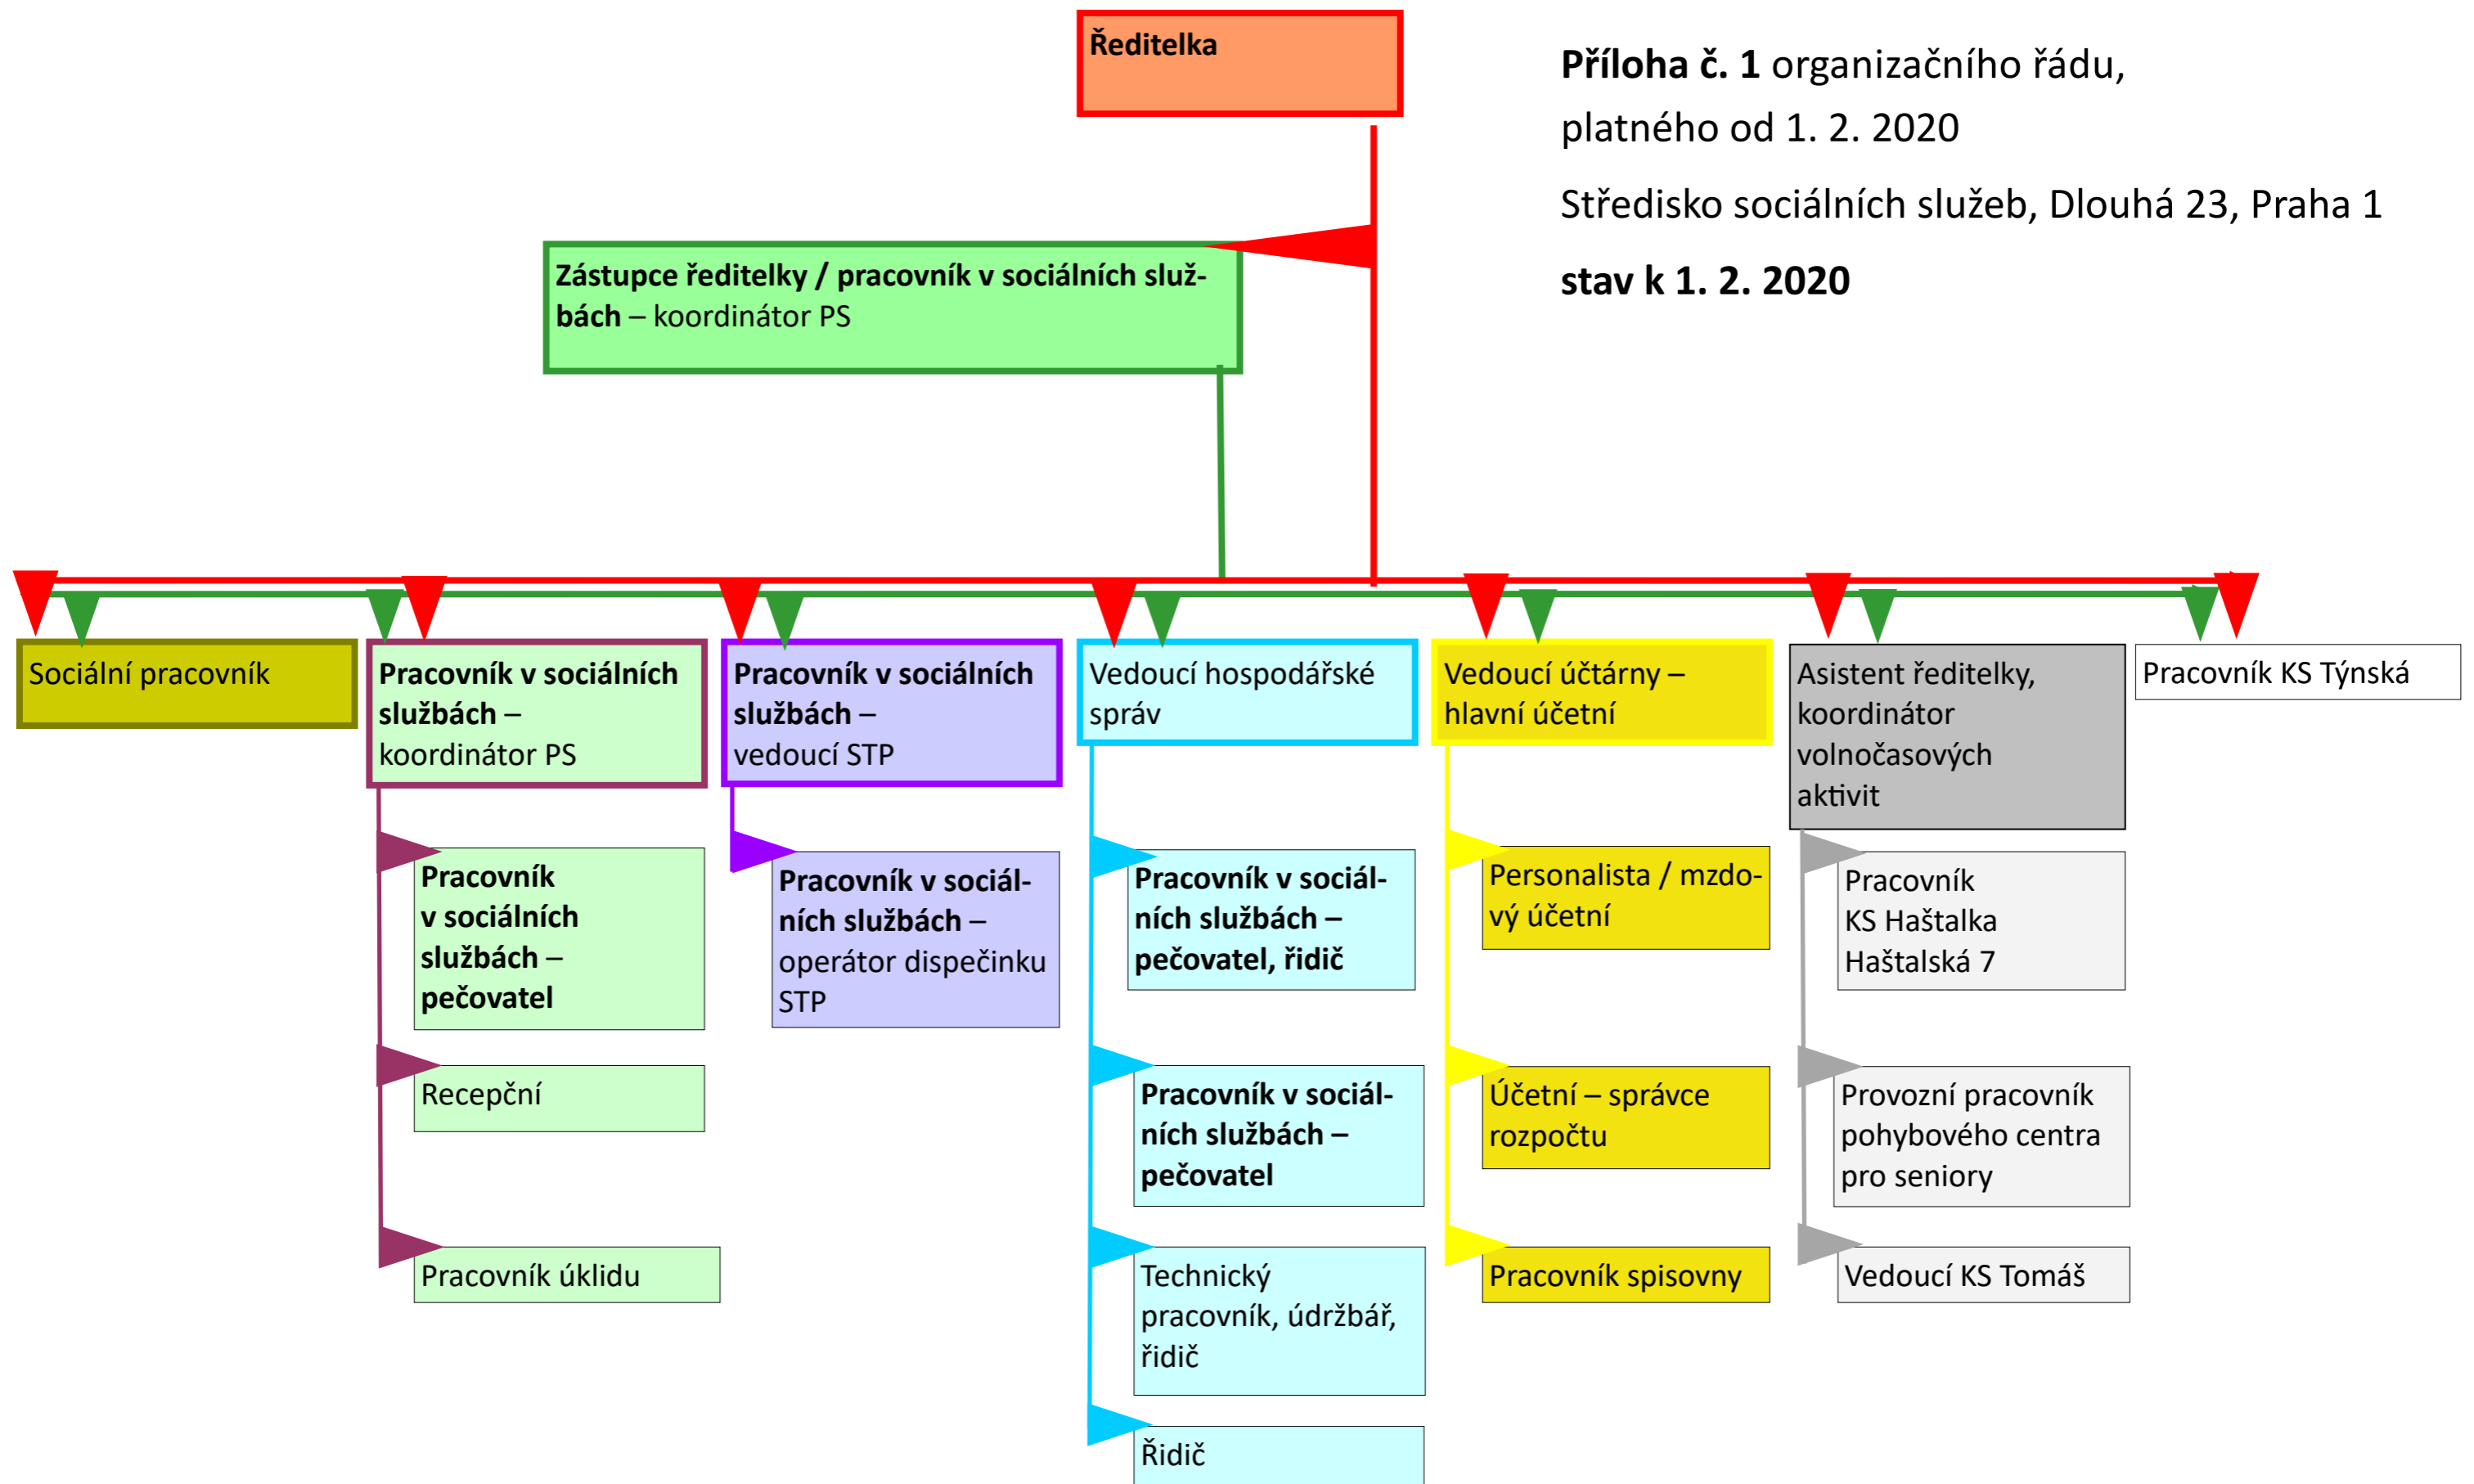 Ředitelka
Příloha č. 1 organizačního řádu,
platného od 1. 2. 2020
Středisko sociálních služeb, Dlouhá 23, Praha 1
stav k 1. 2. 2020
Zástupce ředitelky / pracovník v sociálních služ-
bách – koordinátor PS
Sociální pracovník
Pracovník v sociálních
službách –
koordinátor PS
Pracovník v sociálních
službách –
vedoucí STP
Vedoucí hospodářské
správ
Vedoucí účtárny –
hlavní účetní
Asistent ředitelky,
koordinátor
volnočasových
aktivit
Pracovník KS Týnská
Pracovník
v sociálních
službách –
pečovatel
Recepční
Pracovník úklidu
Pracovník v sociál-
ních službách –
operátor dispečinku
STP
Pracovník v sociál-
ních službách –
pečovatel, řidič
Pracovník v sociál-
ních službách –
pečovatel
Technický
pracovník, údržbář,
řidič
Řidič
Personalista / mzdo-
vý účetní
Účetní – správce
rozpočtu
Pracovník spisovny
Pracovník
KS Haštalka
Haštalská 7
Provozní pracovník
pohybového centra
pro seniory
Vedoucí KS Tomáš